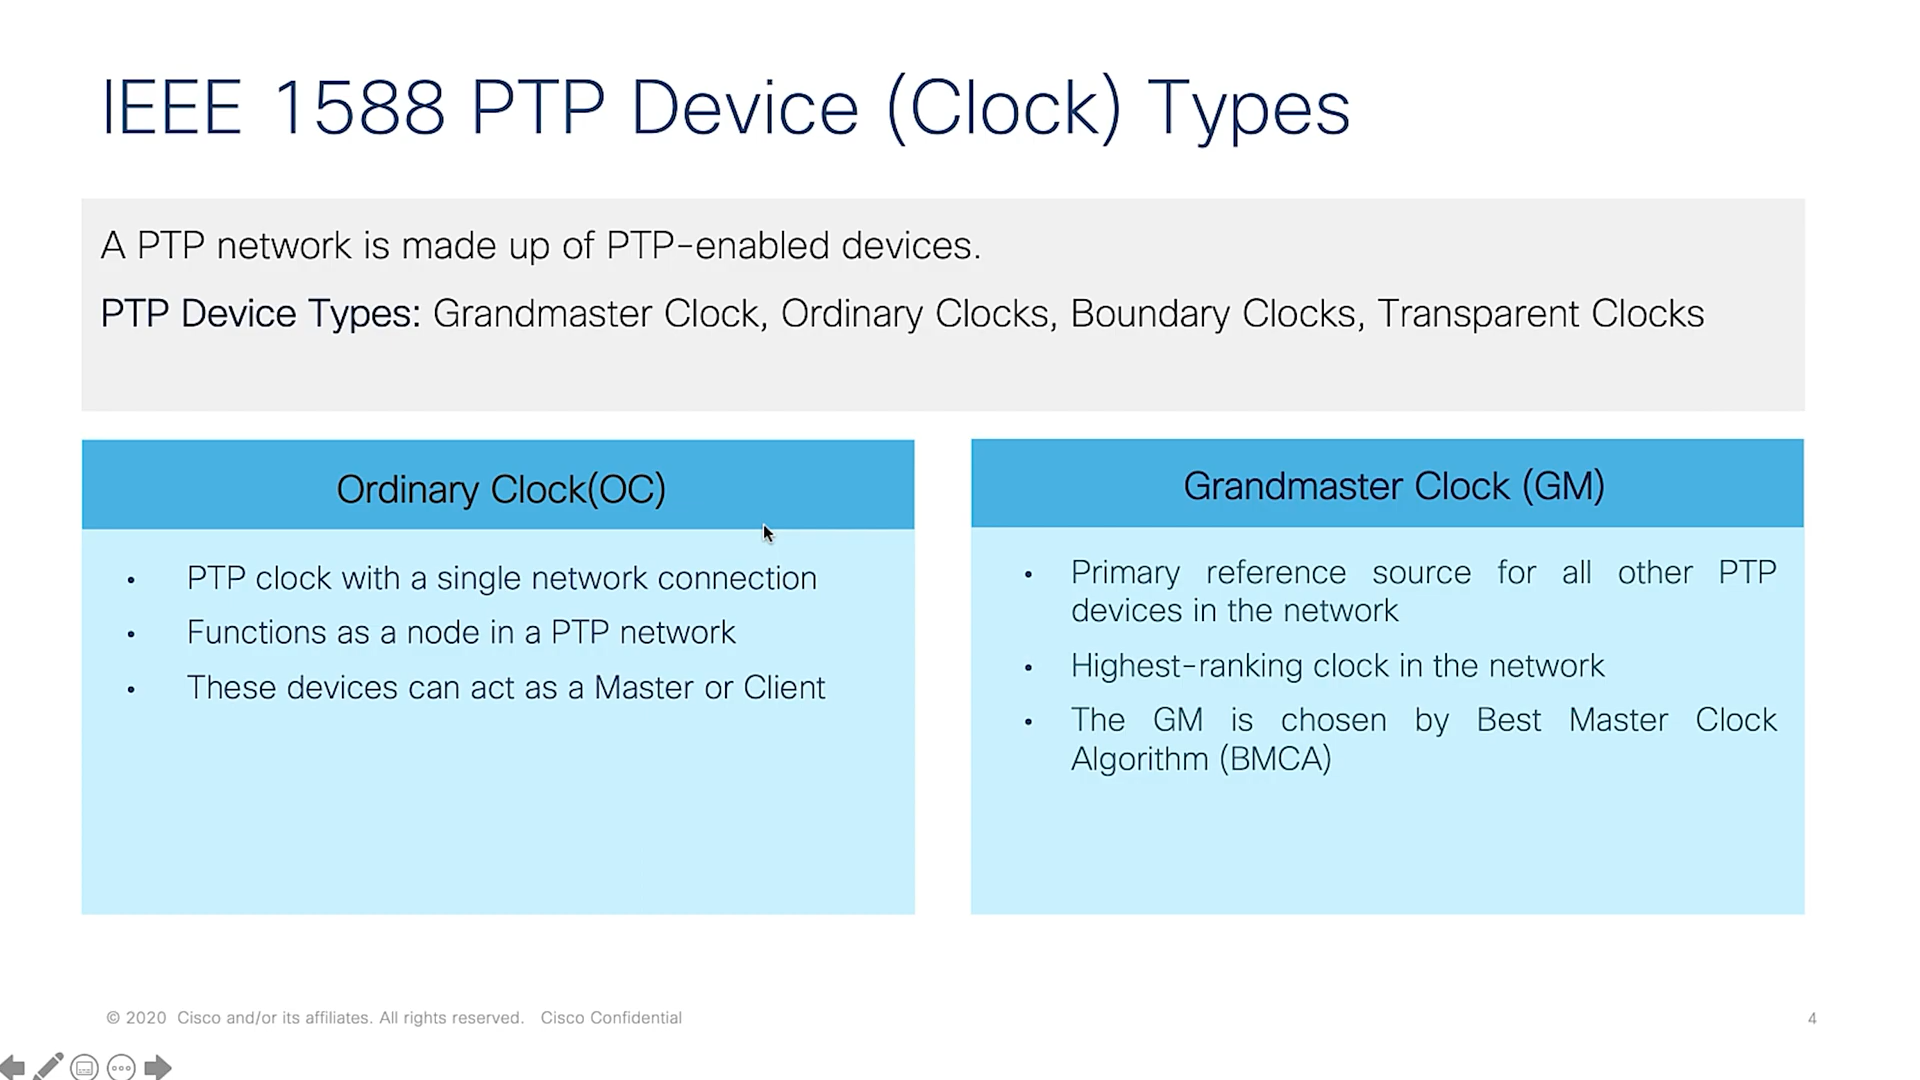 IEEE 1588 PTP Device (Clock) Types
A PTP network is made up of PTP-enabled devices.
PTP Device Types: Grandmaster Clock, Ordinary Clocks, Boundary Clocks, Transparent Clocks
Ordinary Clock(OC)
• PTP clock with a single network connection
• Functions as a node in a PTP network
• These devices can act as a Master or Client
Grandmaster Clock (GM)
• Primary reference source for all other PTP
devices in the network
• Highest-ranking clock in the network
• The GM is chosen by Best Master Clock
Algorithm (BMCA)
© 2020 Cisco and/or its affiliates. All rights reserved. Cisco Confidential
4